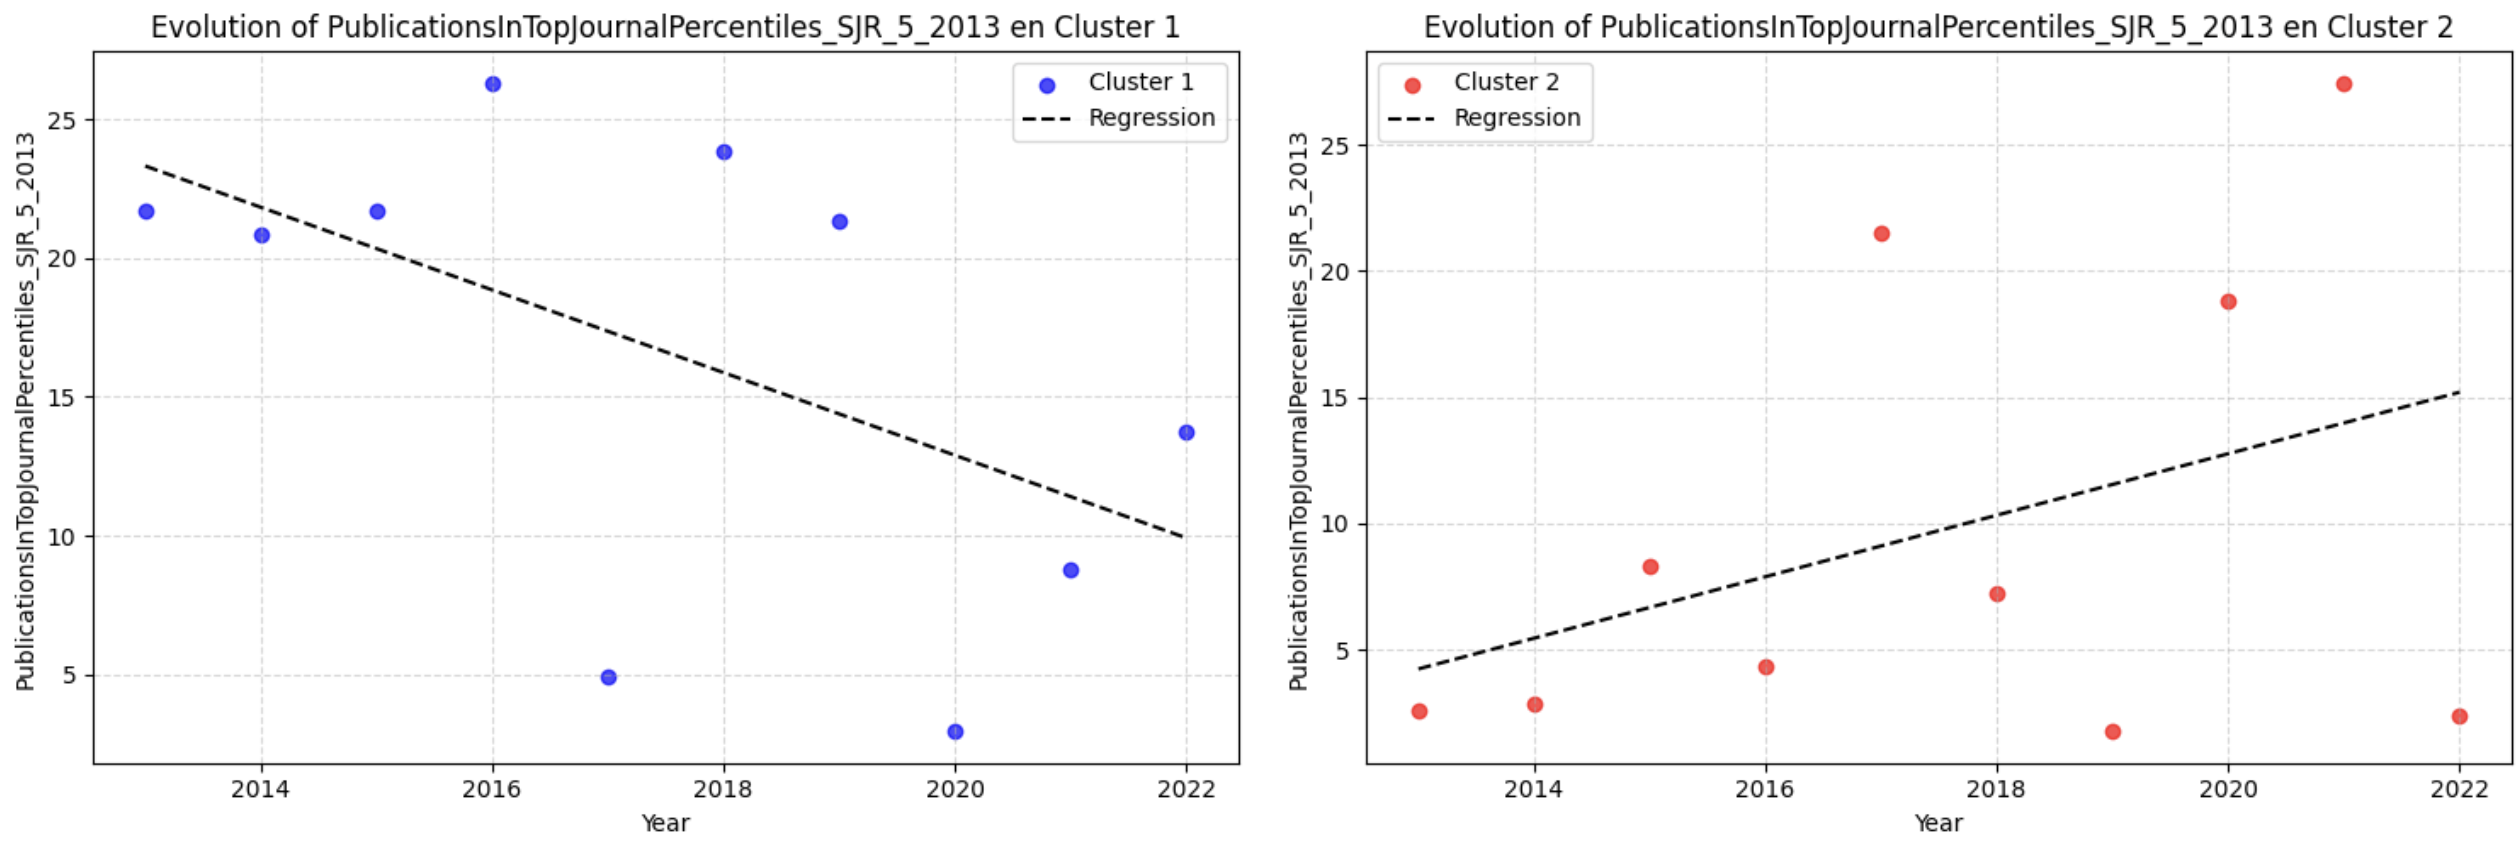 Evolution of PublicationsInTopJournalPercentiles_SJR_5_2013 en Cluster 1
PublicationsInTopJournalPercentiles_SJR_5_2013
25
20
15
10
5
Cluster 1
Regression
2014
2016
2018
2020
2022
Year
Evolution of PublicationsInTopJournalPercentiles_SJR_5_2013 en Cluster 2
PublicationsInTopJournalPercentiles_SJR_5_2013
25
20
15
10
5
Cluster 2
Regression
2014
2016
2018
2020
2022
Year